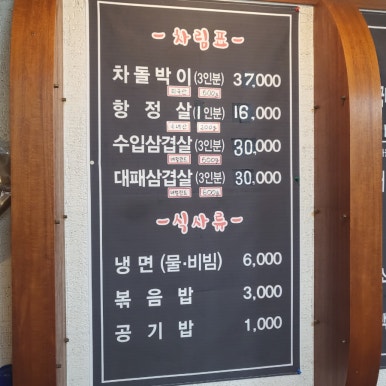 - 차림표 -
차돌박이(3인분) 37,000
600g
항정살(1인분) 16,000
200g
수입삼겹살(3인분) 30,000
600g
대패삼겹살(3인분) 30,000
600g
- 식사류 -
냉면(물·비빔) 6,000
볶음밥 3,000
공기밥 1,000